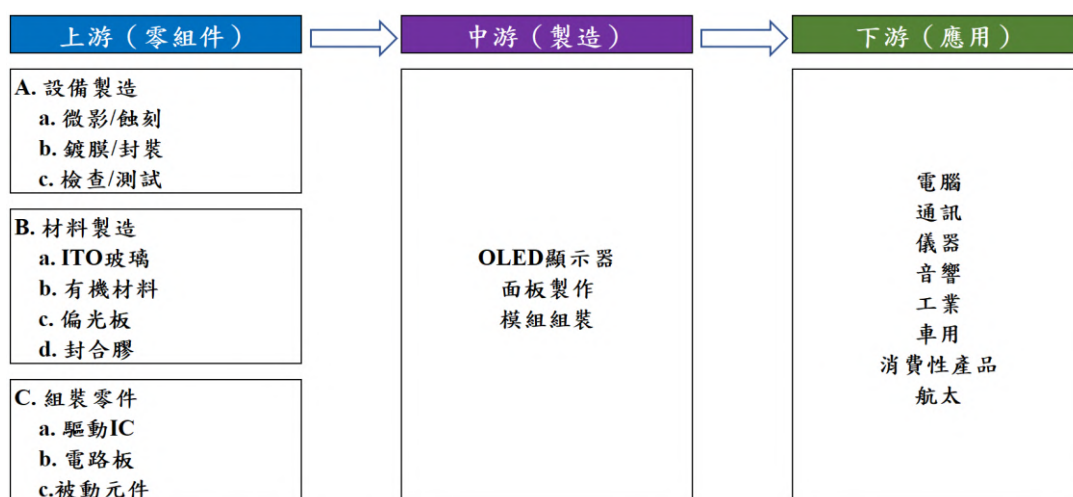 上游（零組件）
中游（製造）
下游（應用）
A. 設備製造
a. 微影/蝕刻
b. 鍍膜/封裝
c. 檢查/測試
B. 材料製造
a. ITO玻璃
b. 有機材料
c. 偏光板
d. 封合膠
C. 組裝零件
a. 驅動IC
b. 電路板
c.被動元件
OLED顯示器
面板製作
模組組裝
電腦
通訊
儀器
音響
工業
車用
消費性產品
航太